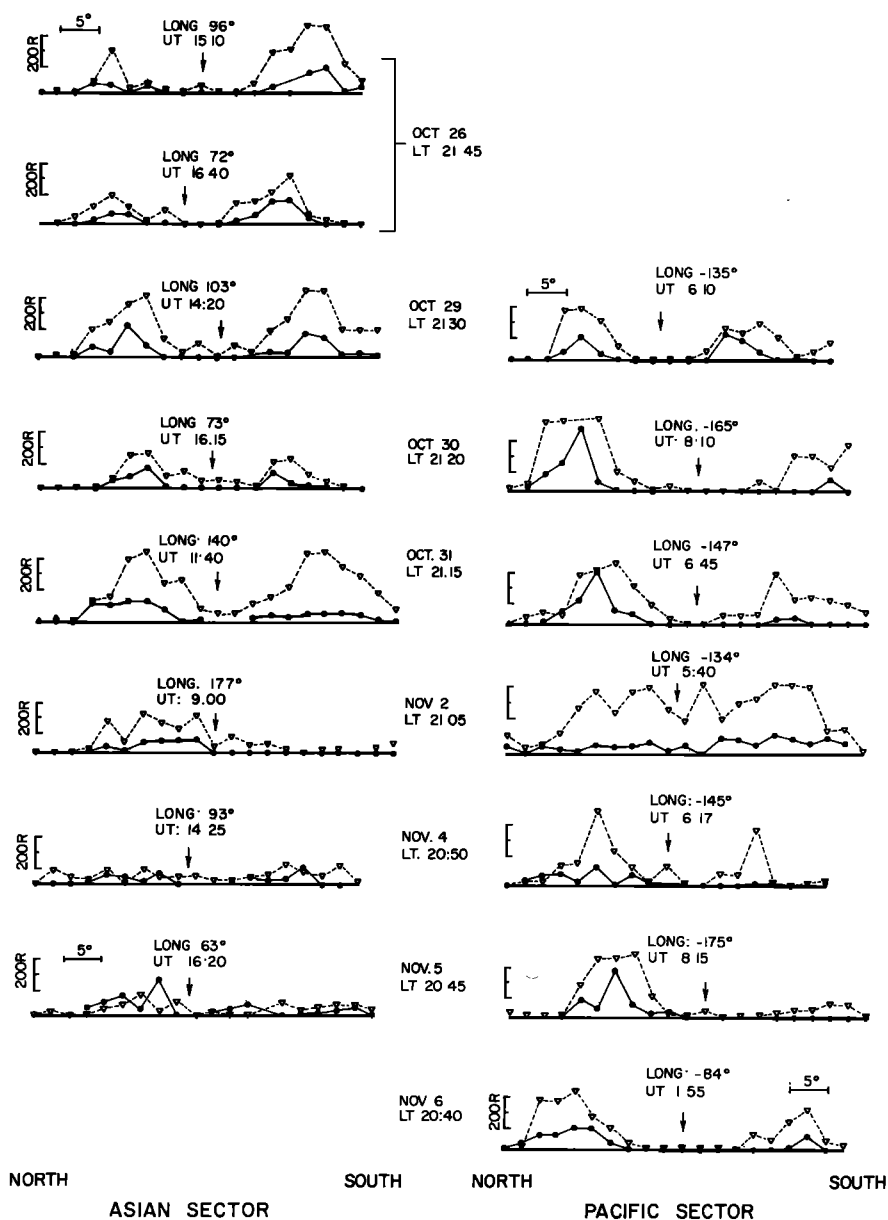 5°
LONG 96°
UT 15 10
200R
OCT 26
LT 21 45
LONG 72°
UT 16 40
200R
LONG 103°
UT 14:20
200R
OCT 29
LT 21 30
5°
LONG -135°
UT 6 10
LONG 73°
UT 16.15
200R
OCT 30
LT 21 20
LONG. -165°
UT· 8·10
LONG· 140°
UT 11·40
200R
OCT. 31
LT 21.15
LONG -147°
UT 6 45
LONG. 177°
UT: 9.00
200R
NOV 2
LT 21 05
LONG -134°
UT 5:40
LONG· 93°
UT: 14 25
200R
NOV. 4
LT. 20:50
LONG: -145°
UT 6 17
5°
LONG 63°
UT 16·20
200R
NOV. 5
LT 20 45
LONG: -175°
UT 8 15
NOV 6
LT 20:40
200R
LONG· -84°
UT 1 55
5°
NORTH SOUTH NORTH SOUTH
ASIAN SECTOR PACIFIC SECTOR